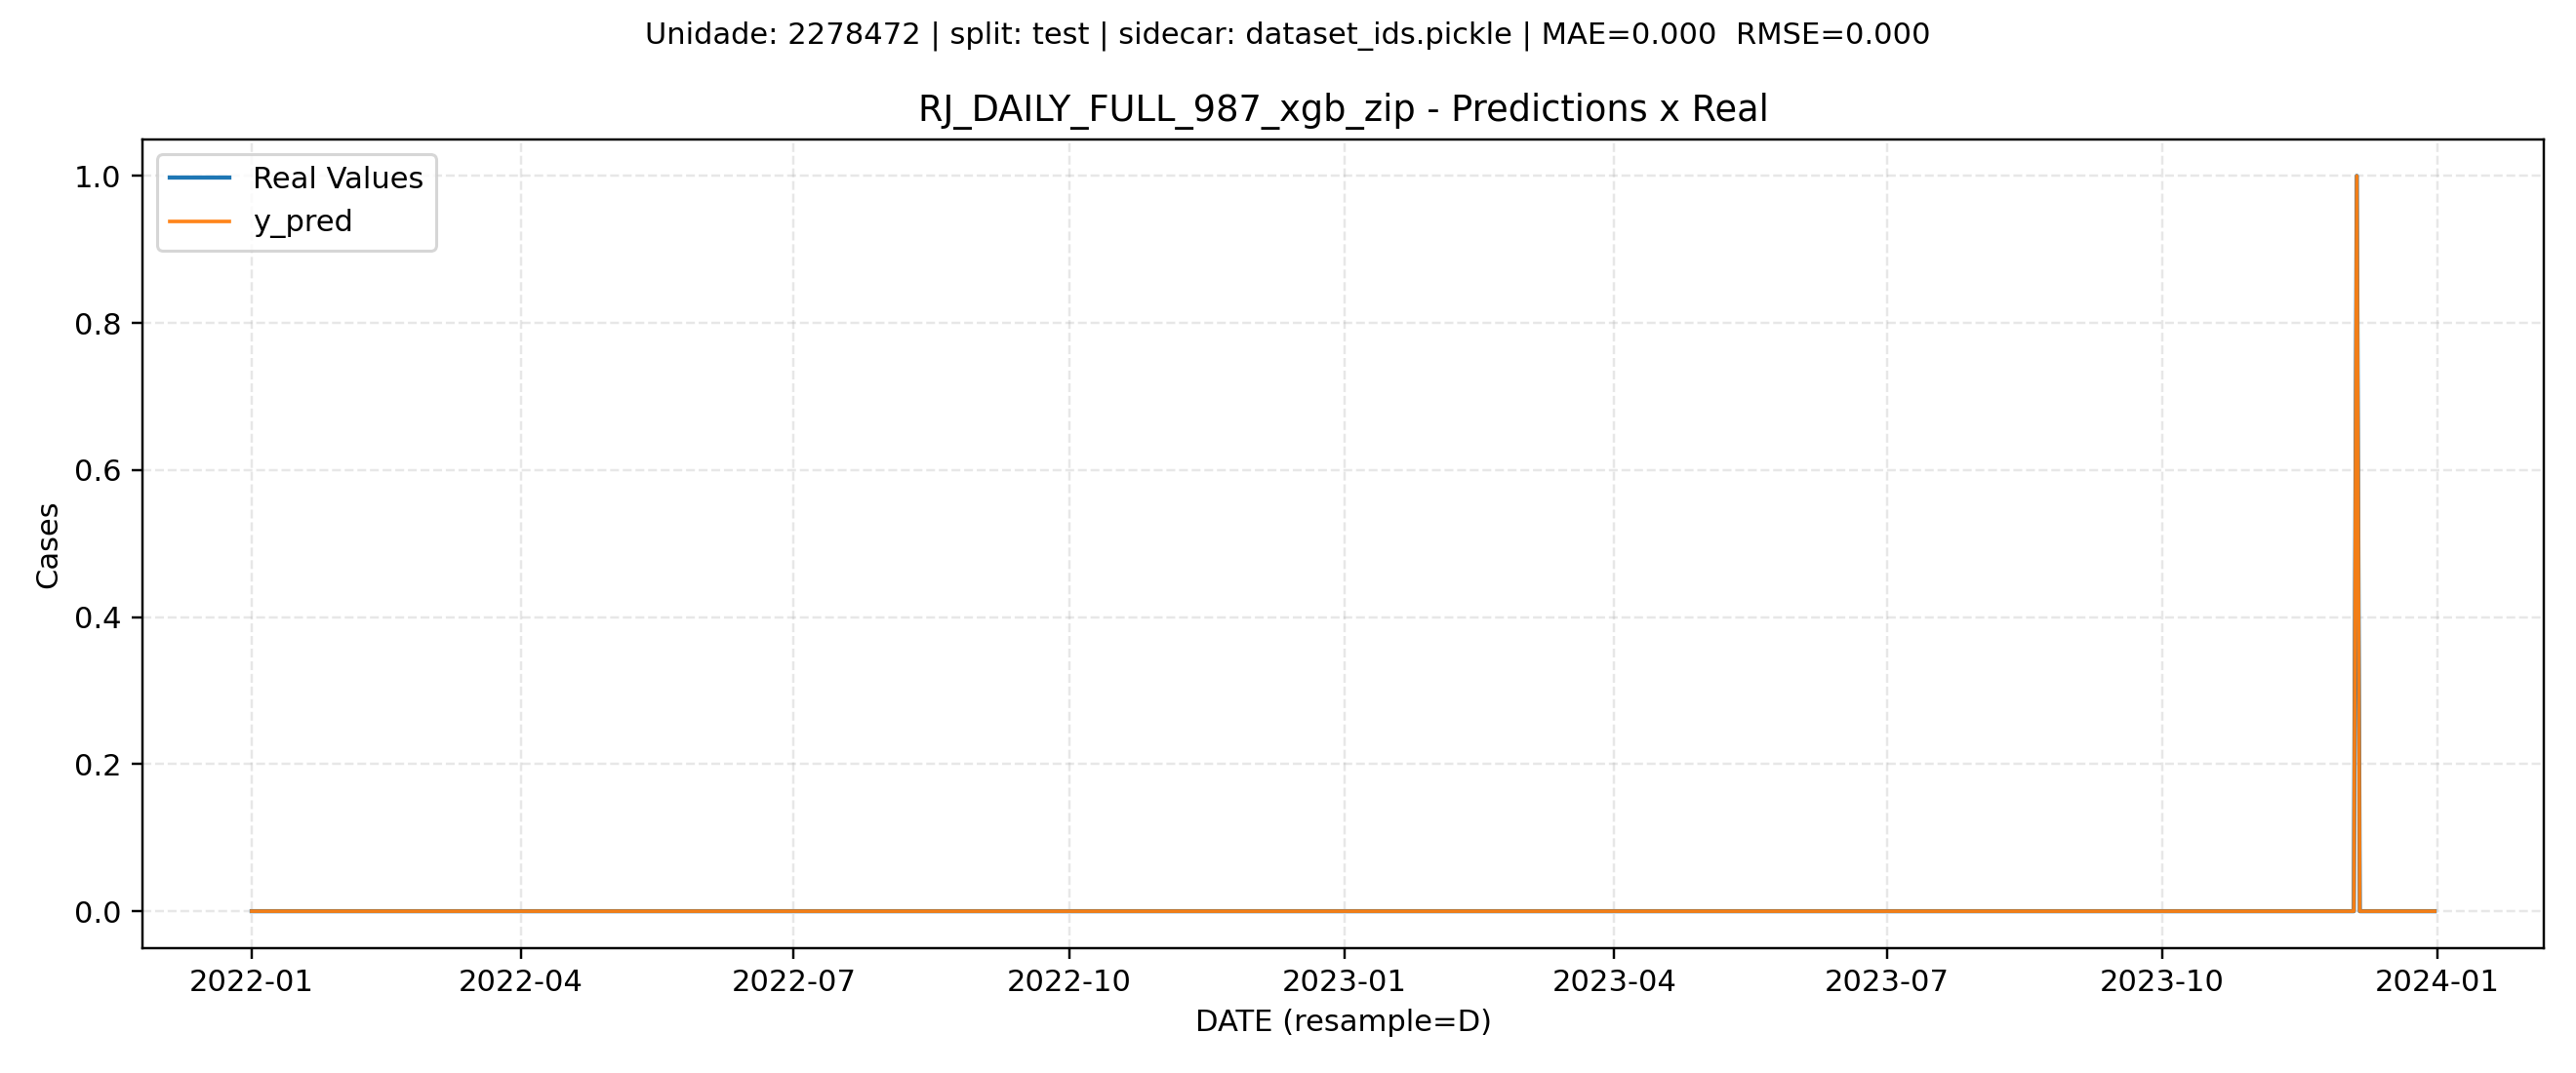 Unidade: 2278472 | split: test | sidecar: dataset_ids.pickle | MAE=0.000  RMSE=0.000
RJ_DAILY_FULL_987_xgb_zip - Predictions x Real
Real Values
y_pred
1.0
0.8
0.6
0.4
0.2
0.0
Cases
2022-01 2022-04 2022-07 2022-10 2023-01 2023-04 2023-07 2023-10 2024-01
DATE (resample=D)